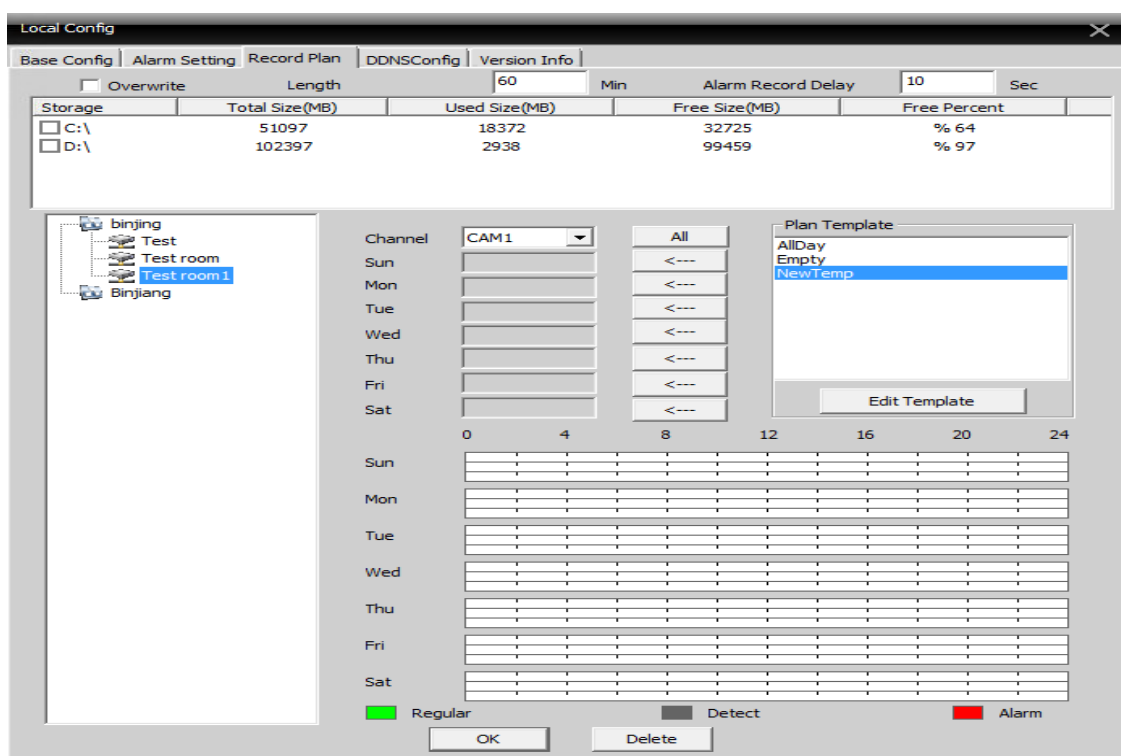 Local Config
Base Config Alarm Setting Record Plan DDNSConfig Version Info
Overwrite Length 60 Min Alarm Record Delay 10 Sec
Storage Total Size(MB) Used Size(MB) Free Size(MB) Free Percent
C:\ 51097 18372 32725 % 64
D:\ 102397 2938 99459 % 97
binjing
Test
Test room
Test room1
Binjiang
Channel CAM1 All
Sun <---
Mon <---
Tue <---
Wed <---
Thu <---
Fri <---
Sat <---
Plan Template
AllDay
Empty
NewTemp
Edit Template
0 4 8 12 16 20 24
Sun
Mon
Tue
Wed
Thu
Fri
Sat
Regular Detect Alarm
OK Delete